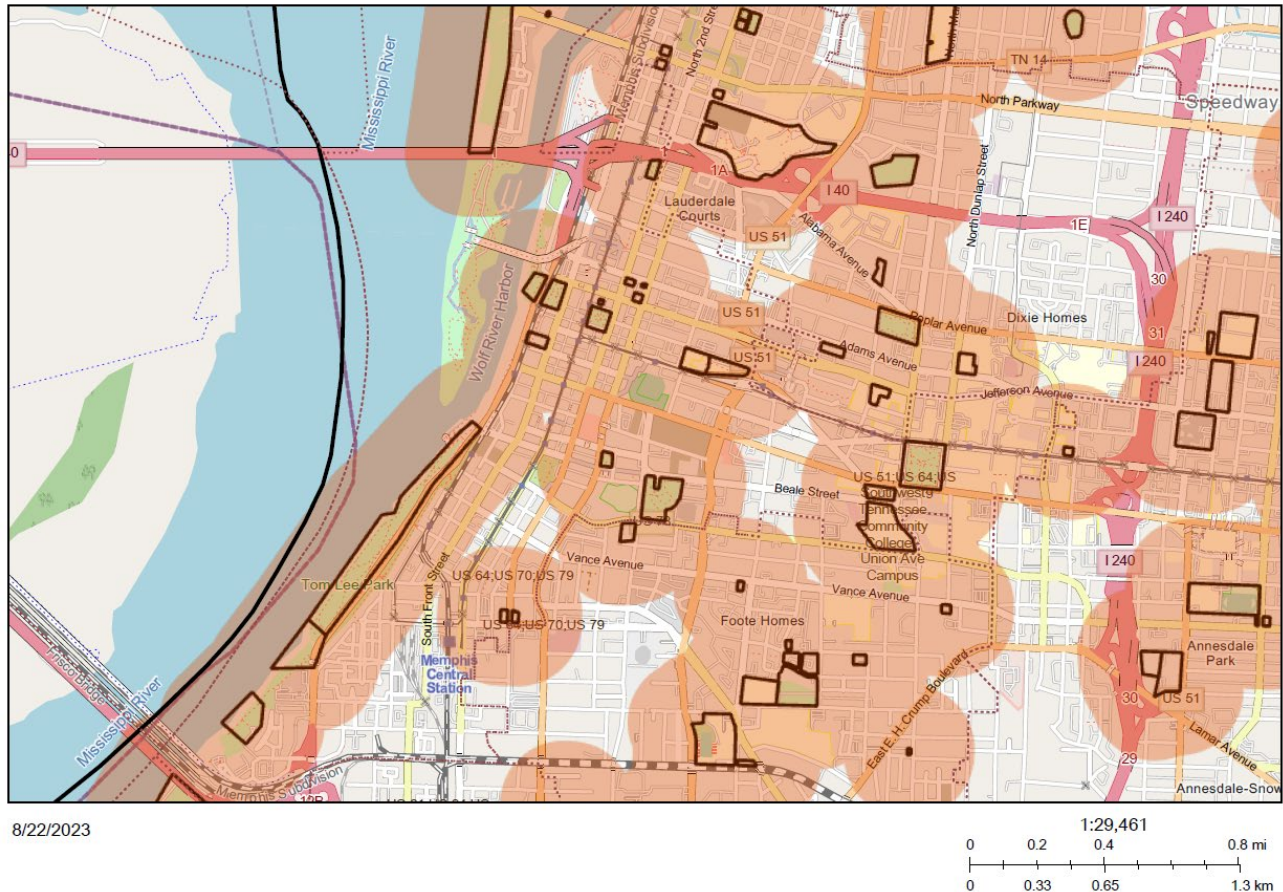 Mississippi River
Memphis Subdivision
North 2nd Stre
North Ma
TN 14
North Parkway
Speedway
0
1A
I 40
North Dunlap Street
Lauderdale
Courts
Alabama Avenue
US 51
1E
I 240
30
Wolf River Harbor
US 51
Poplar Avenue
Dixie Homes
31
Adams Avenue
US 51
I 240
Jefferson Avenue
Beale Street
US 51;US 64;US
Southwest
Tennessee
Community
College
Union Ave
Campus
US 78
Vance Avenue
I 240
Tom Lee Park
South Front Street
US 64;US 70;US 79
Vance Avenue
US 70;US 79
Foote Homes
Memphis
Central
Station
Annesdale
Park
Frisco Bridge
East E. H. Crump Boulevard
30
US 51
Mississippi River
Lamar Avenue
29
Memphis Subdivision
12B
Annesdale-Snow
8/22/2023
1:29,461
0 0.2 0.4 0.8 mi
0 0.33 0.65 1.3 km